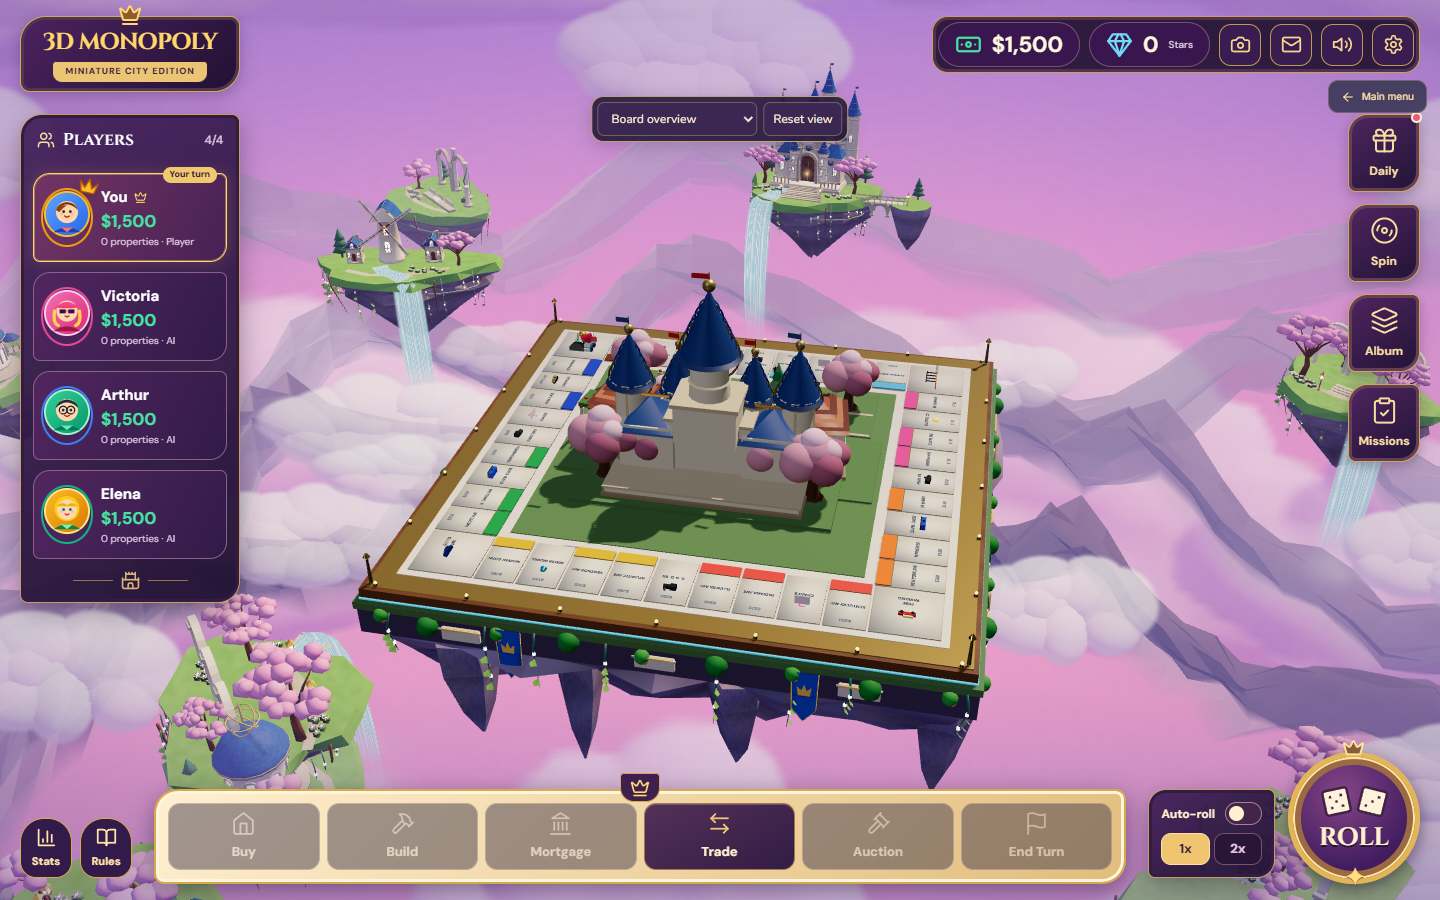 3D MONOPOLY
MINIATURE CITY EDITION
$1,500
0 Stars
Main menu
Board overview
Reset view
PLAYERS 4/4
Your turn
You
$1,500
0 properties · Player
Victoria
$1,500
0 properties · AI
Arthur
$1,500
0 properties · AI
Elena
$1,500
0 properties · AI
Daily
Spin
Album
Missions
Stats
Rules
Buy
Build
Mortgage
Trade
Auction
End Turn
Auto-roll
1x
2x
ROLL